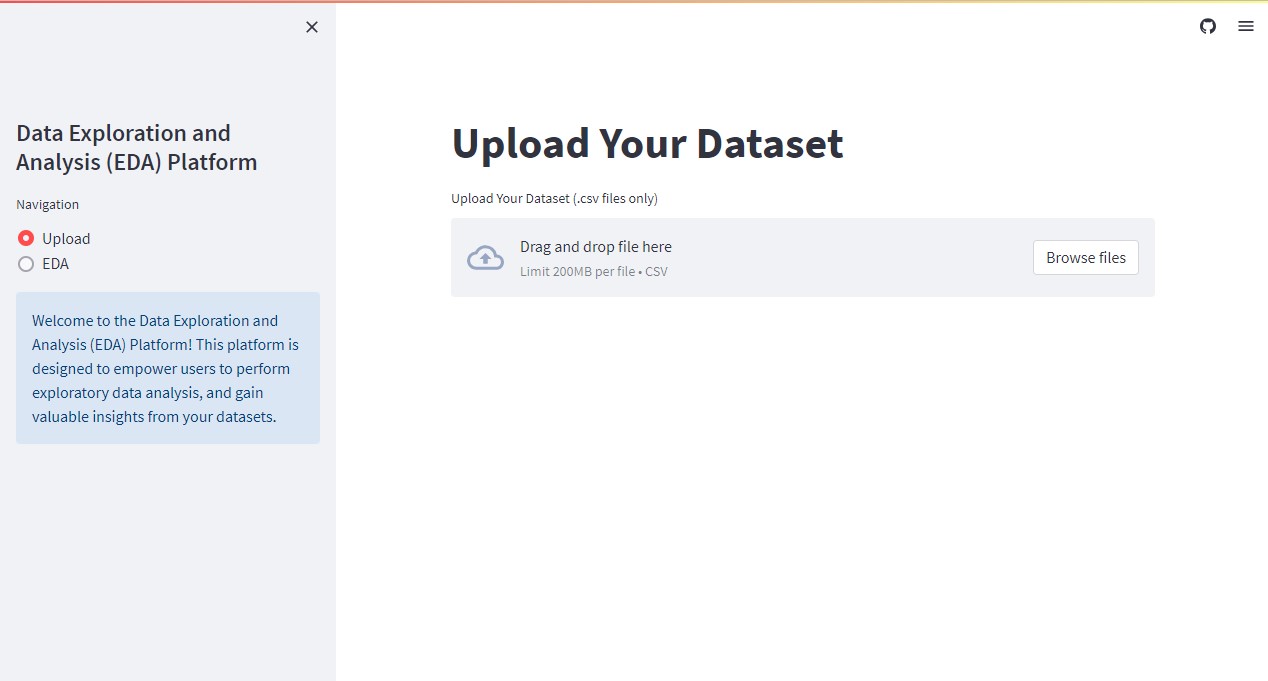 Data Exploration and
Analysis (EDA) Platform
Navigation
Upload
EDA
Welcome to the Data Exploration and
Analysis (EDA) Platform! This platform is
designed to empower users to perform
exploratory data analysis, and gain
valuable insights from your datasets.
Upload Your Dataset
Upload Your Dataset (.csv files only)
Drag and drop file here
Limit 200MB per file • CSV
Browse files